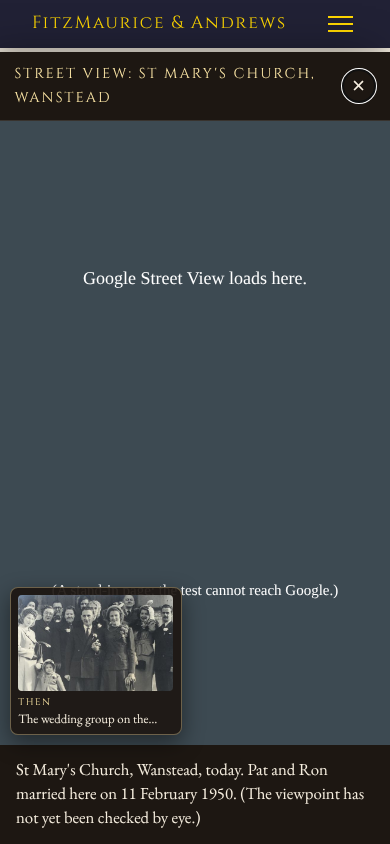 FitzMaurice & Andrews
STREET VIEW: ST MARY'S CHURCH,
WANSTEAD
Google Street View loads here.
test cannot reach Google.)
THEN
The wedding group on the…
St Mary's Church, Wanstead, today. Pat and Ron
married here on 11 February 1950. (The viewpoint has
not yet been checked by eye.)